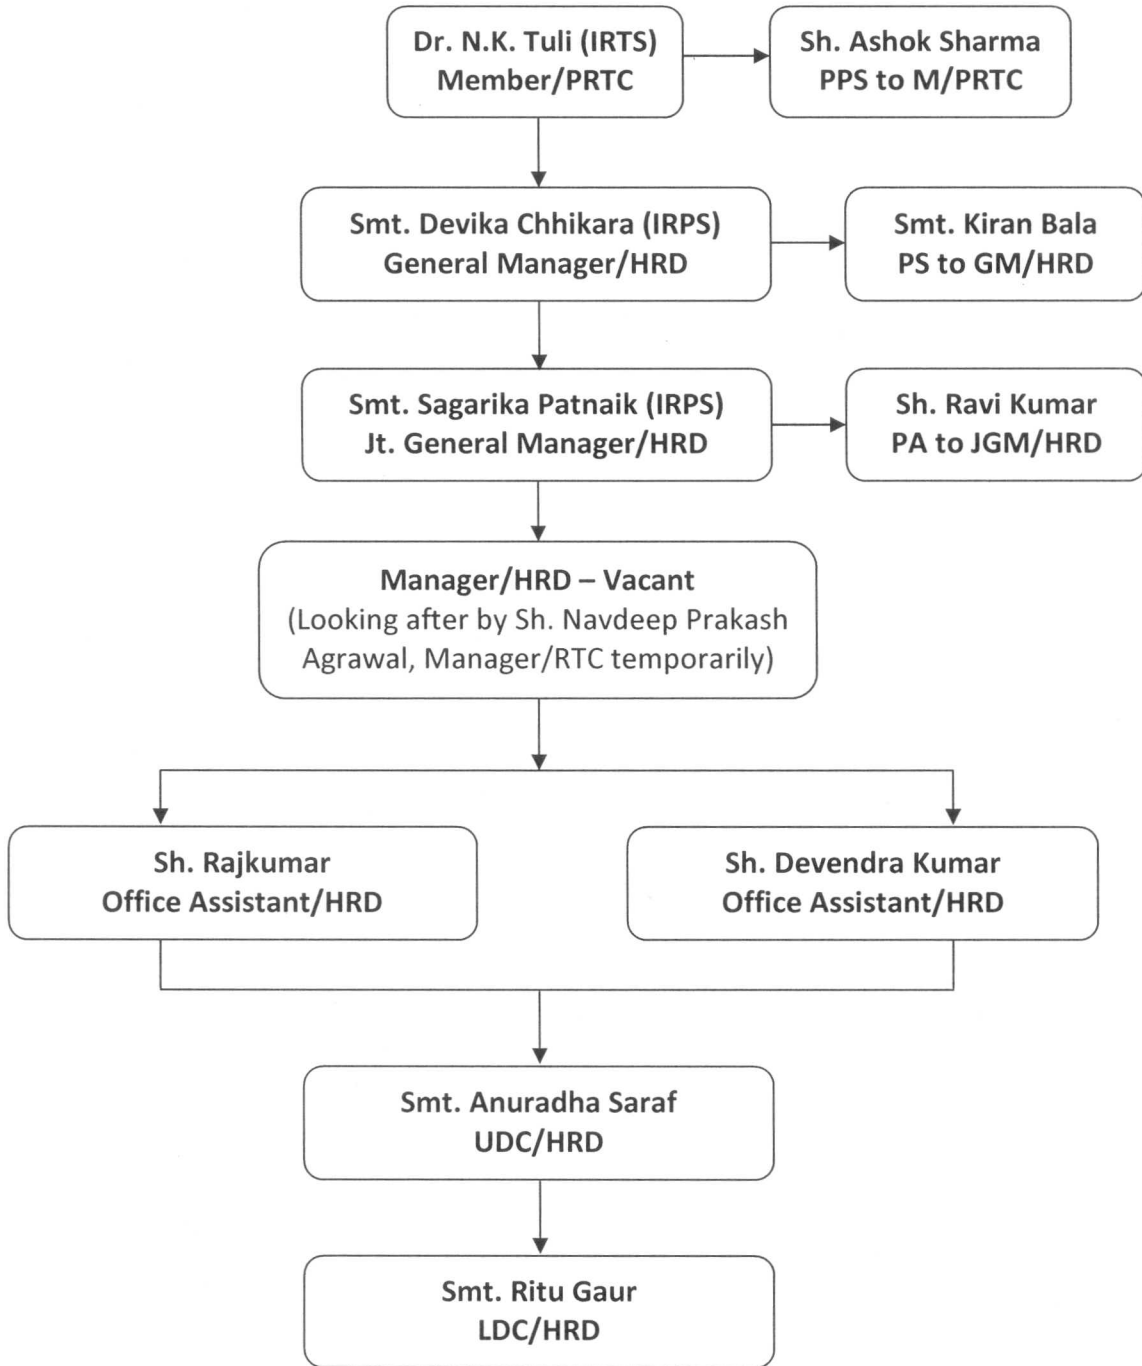 Dr. N.K. Tuli (IRTS)
Member/PRTC
Sh. Ashok Sharma
PPS to M/PRTC
Smt. Devika Chhikara (IRPS)
General Manager/HRD
Smt. Kiran Bala
PS to GM/HRD
Smt. Sagarika Patnaik (IRPS)
Jt. General Manager/HRD
Sh. Ravi Kumar
PA to JGM/HRD
Manager/HRD – Vacant
(Looking after by Sh. Navdeep Prakash
Agrawal, Manager/RTC temporarily)
Sh. Rajkumar
Office Assistant/HRD
Sh. Devendra Kumar
Office Assistant/HRD
Smt. Anuradha Saraf
UDC/HRD
Smt. Ritu Gaur
LDC/HRD